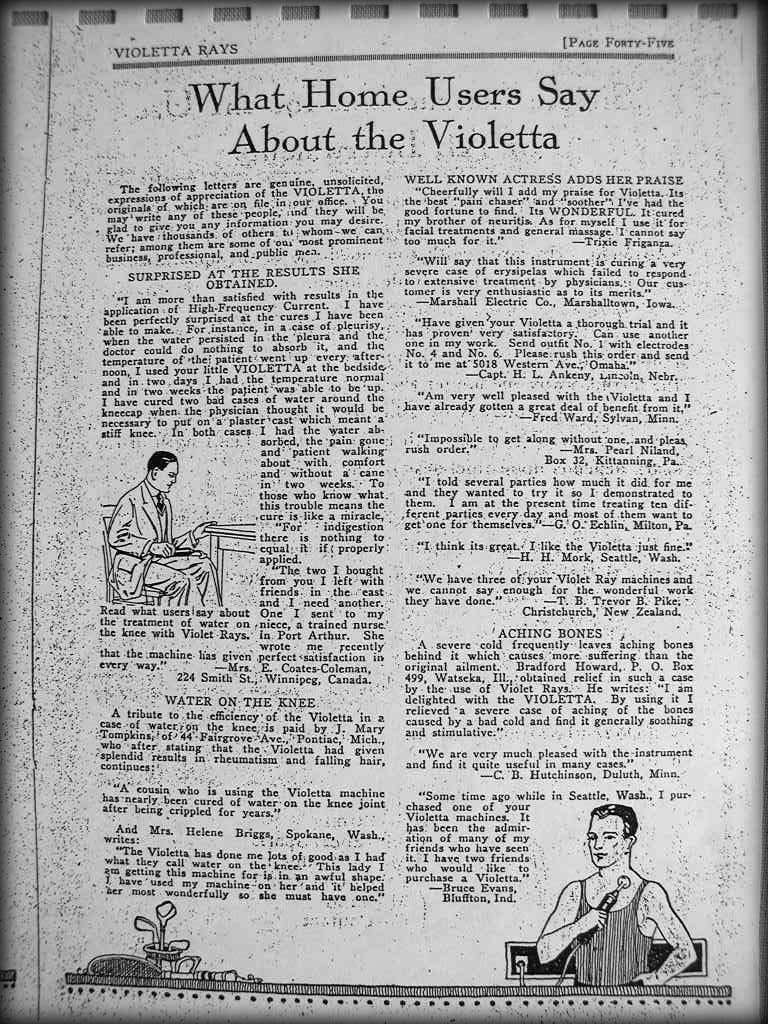 VIOLETTA RAYS
[PAGE FORTY-FIVE
What Home Users Say
About the Violetta
The following letters are genuine, unsolicited,
expressions of appreciation of the VIOLETTA, the
originals of which are on file in our office. You
may write any of these people, and they will be
glad to give you any information you may desire.
We have thousands of others to whom we can
refer; among them are some of our most prominent
business, professional, and public men.
SURPRISED AT THE RESULTS SHE
OBTAINED.
"I am more than satisfied with results in the
application of High-Frequency Current. I have
been perfectly surprised at the cures I have been
able to make. For instance, in a case of pleurisy,
when the water persisted in the pleura and the
doctor could do nothing to absorb it, and the
temperature of the patient went up every after-
noon, I used your little VIOLETTA at the bedside
and in two days I had the temperature normal
and in two weeks the patient was able to be up.
I have cured two bad cases of water around the
kneecap when the physician thought it would be
necessary to put on a plaster cast which meant a
stiff knee. In both cases I had the water ab-
sorbed, the pain gone
and patient walking
about with comfort
and without a cane
in two weeks. To
those who know what
this trouble means the
cure is like a miracle.
"For indigestion
there is nothing to
equal it if properly
applied.
"The two I bought
from you I left with
friends in the east
and I need another.
One I sent to my
niece, a trained nurse
in Port Arthur. She
wrote me recently
Read what users say about
the treatment of water on
the knee with Violet Rays.
that the machine has given perfect satisfaction in
every way."
—Mrs. E. Coates-Coleman,
224 Smith St., Winnipeg, Canada.
WATER ON THE KNEE
A tribute to the efficiency of the Violetta in a
case of water on the knee is paid by J. Mary
Tompkins, of 44 Fairgrove Ave., Pontiac, Mich.,
who after stating that the Violetta had given
splendid results in rheumatism and falling hair,
continues:
"A cousin who is using the Violetta machine
has nearly been cured of water on the knee joint
after being crippled for years."
And Mrs. Helene Briggs, Spokane, Wash.,
writes:
"The Violetta has done me lots of good as I had
what they call water on the knee. This lady I
am getting this machine for is in an awful shape.
I have used my machine on her and it helped
her most wonderfully so she must have one."
WELL KNOWN ACTRESS ADDS HER PRAISE
"Cheerfully will I add my praise for Violetta. Its
the best "pain chaser" and "soother" I've had the
good fortune to find. Its WONDERFUL. It cured
my brother of neuritis. As for myself I use it for
facial treatments and general massage. I cannot say
too much for it."
—Trixie Friganza.
"Will say that this instrument is curing a very
severe case of erysipelas which failed to respond
to extensive treatment by physicians. Our cus-
tomer is very enthusiastic as to its merits."
—Marshall Electric Co., Marshalltown, Iowa.
"Have given your Violetta a thorough trial and it
has proven very satisfactory. Can use another
one in my work. Send outfit No. 1 with electrodes
No. 4 and No. 6. Please rush this order and send
it to me at 5018 Western Ave., Omaha."
—Capt. H. L. Ankeny, Lincoln, Nebr.
"Am very well pleased with the Violetta and I
have already gotten a great deal of benefit from it."
—Fred Ward, Sylvan, Minn.
"Impossible to get along without one, and pleas
rush order."
—Mrs. Pearl Niland,
Box 32, Kittanning, Pa.
"I told several parties how much it did for me
and they wanted to try it so I demonstrated to
them. I am at the present time treating ten dif-
ferent parties every day and most of them want to
get one for themselves."—G. O. Echlin, Milton, Pa
"I think its great. I like the Violetta just fine."
—H. H. Mork, Seattle, Wash.
"We have three of your Violet Ray machines and
we cannot say enough for the wonderful work
they have done."
—T. B. Trevor B. Pike,
Christchurch, New Zealand.
ACHING BONES
A severe cold frequently leaves aching bones
behind it which causes more suffering than the
original ailment. Bradford Howard, P. O. Box
499, Watseka, Ill., obtained relief in such a case
by the use of Violet Rays. He writes: "I am
delighted with the VIOLETTA. By using it I
relieved a severe case of aching of the bones
caused by a bad cold and find it generally soothing
and stimulative."
"We are very much pleased with the instrument
and find it quite useful in many cases."
—C. B. Hutchinson, Duluth, Minn.
"Some time ago while in Seattle, Wash., I pur-
chased one of your
Violetta machines. It
has been the admir-
ation of many of my
friends who have seen
it. I have two friends
who would like to
purchase a Violetta."
—Bruce Evans,
Bluffton, Ind.